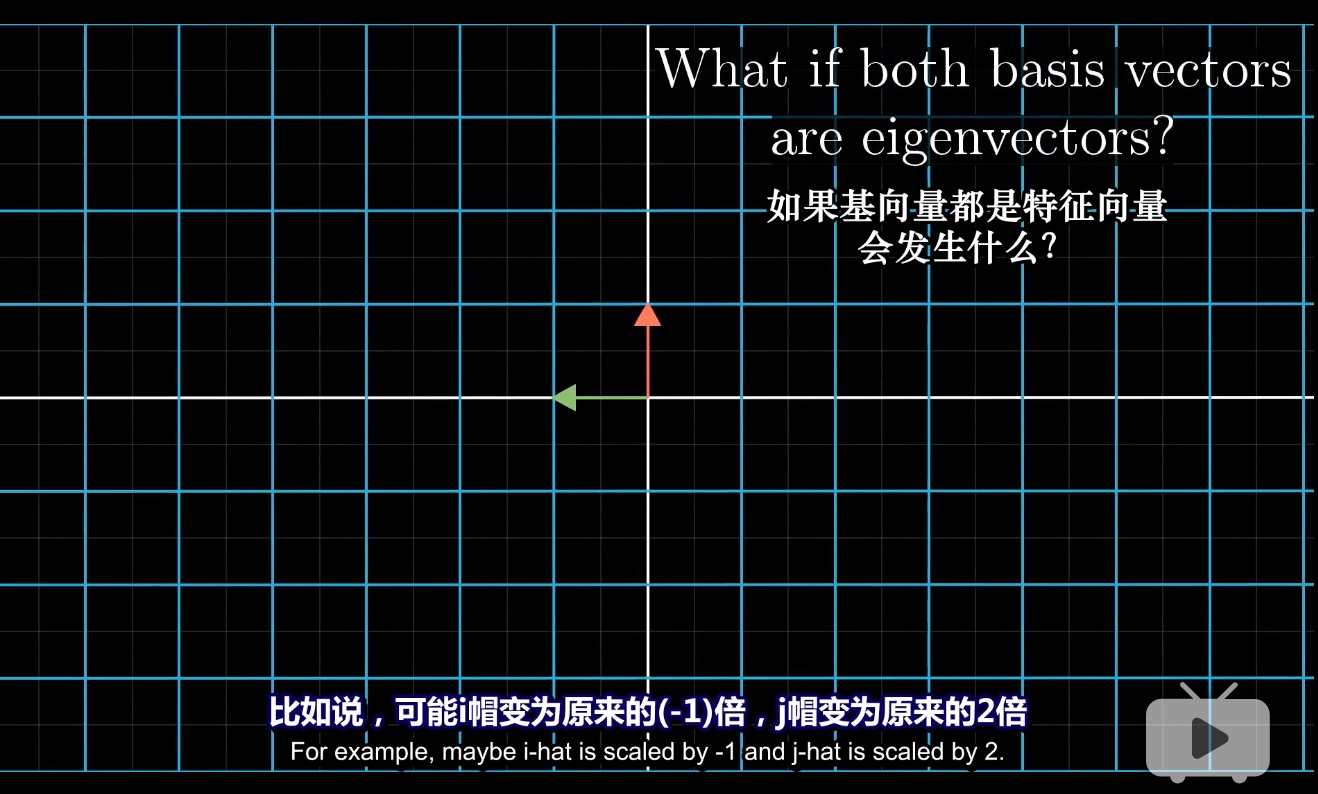 What if both basis vectors
are eigenvectors?
如果基向量都是特征向量
会发生什么？
比如说，可能i帽变为原来的(-1)倍，j帽变为原来的2倍
For example, maybe i-hat is scaled by -1 and j-hat is scaled by 2.